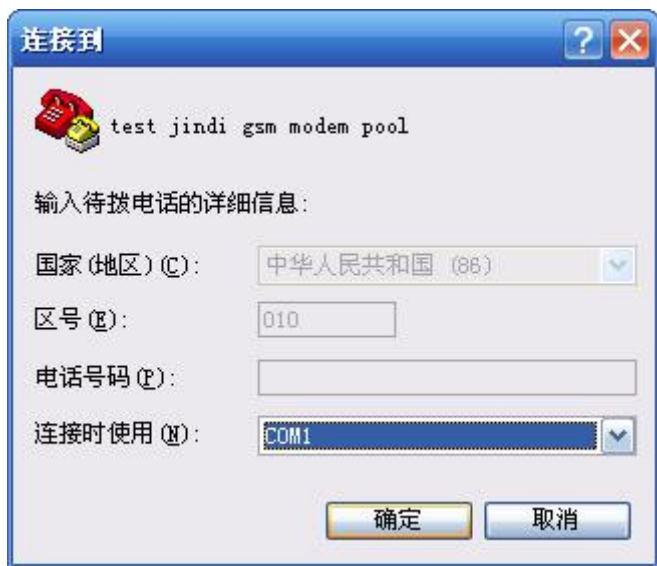 连接到
test jindi gsm modem pool
输入待拨电话的详细信息:
国家(地区)(C): 中华人民共和国 (86)
区号(E): 010
电话号码(P):
连接时使用(N): COM1
确定 取消